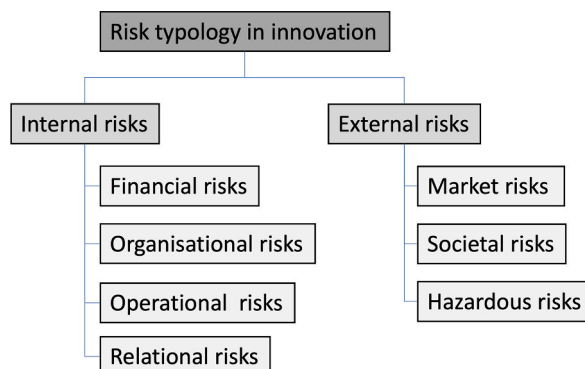 Risk typology in innovation
Internal risks
Financial risks
Organisational risks
Operational risks
Relational risks
External risks
Market risks
Societal risks
Hazardous risks